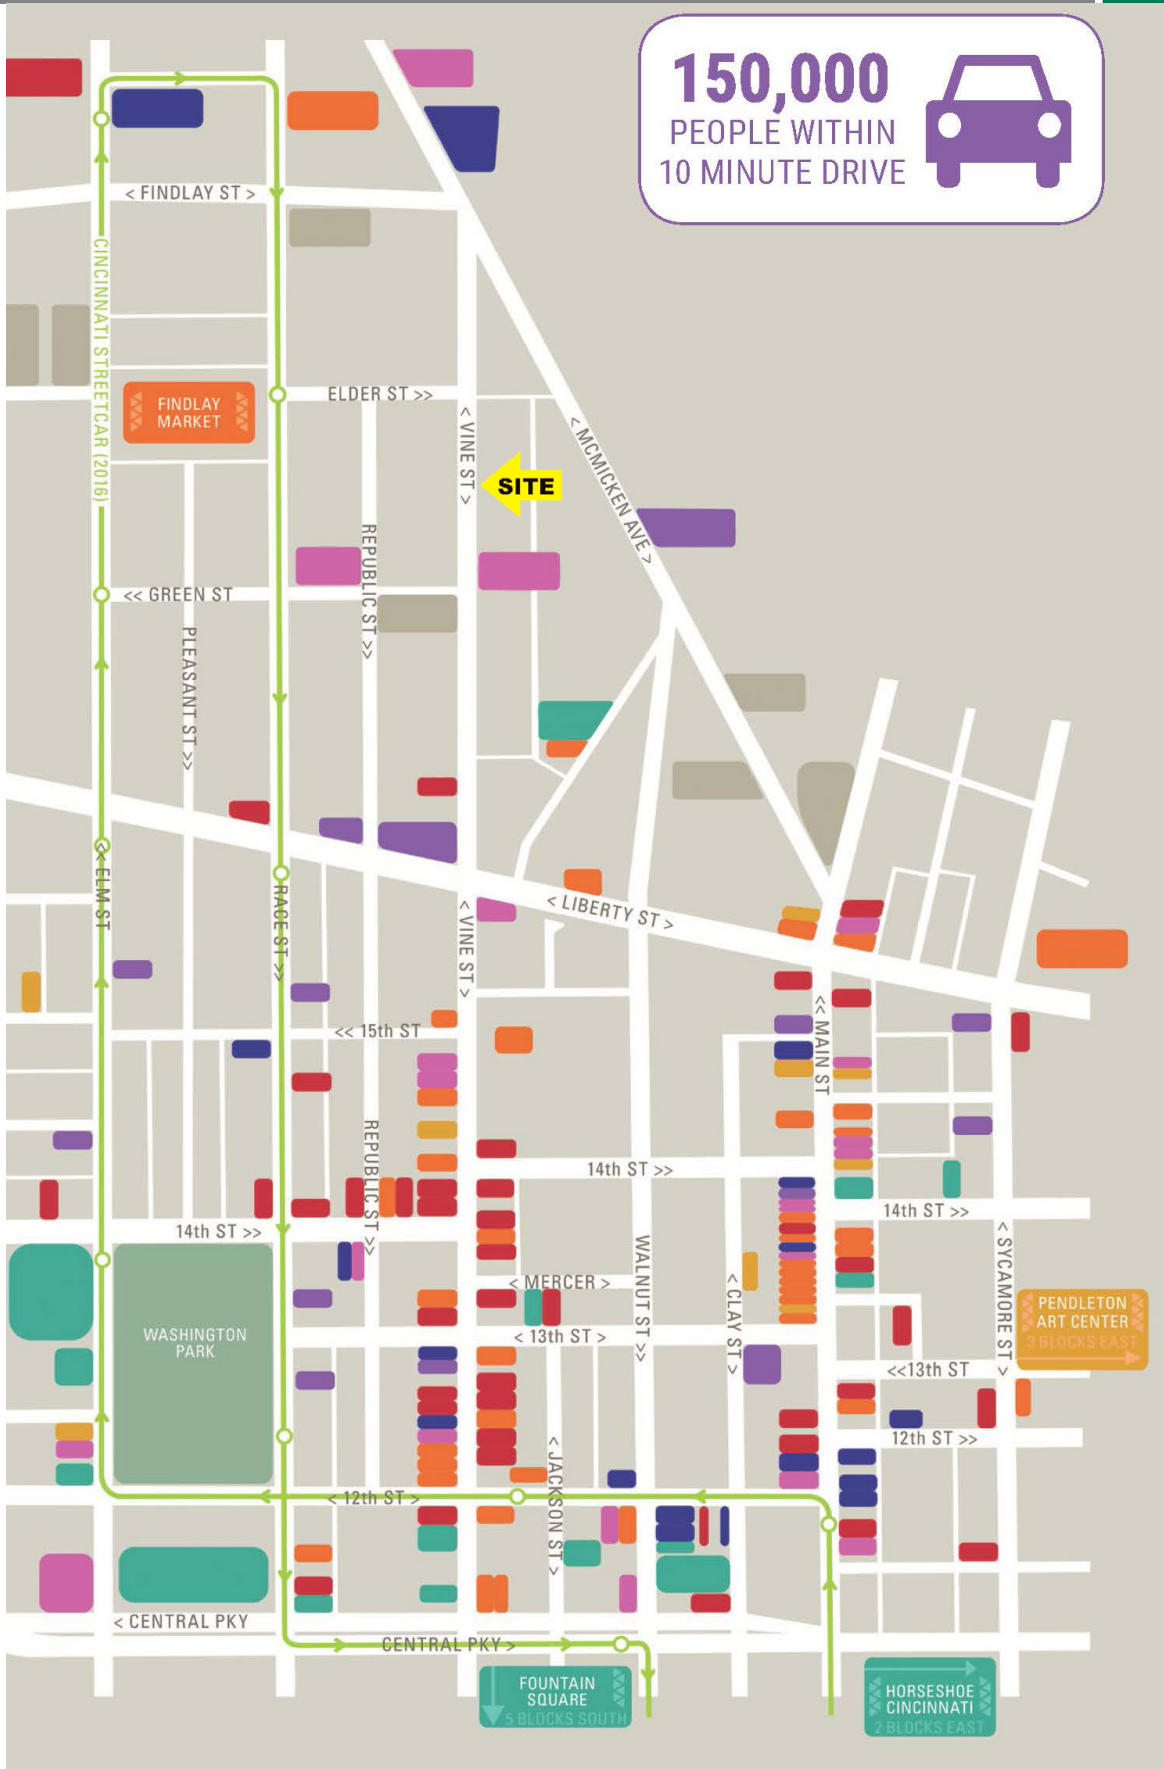 150,000
PEOPLE WITHIN
10 MINUTE DRIVE
< FINDLAY ST >
CINCINNATI STREETCAR (2016)
FINDLAY
MARKET
ELDER ST >>
< VINE ST >
SITE
< MCMICKEN AVE >
REPUBLIC ST >>
<< GREEN ST
PLEASANT ST >>
<< ELM ST
RACE ST >>
< VINE ST >
< LIBERTY ST >
<< 15th ST
<< MAIN ST
REPUBLIC ST >>
14th ST >>
14th ST >>
14th ST >>
WASHINGTON
PARK
< MERCER >
WALNUT ST >>
< CLAY ST >
< SYCAMORE ST >
PENDLETON
ART CENTER
3 BLOCKS EAST
< 13th ST >
<<13th ST
12th ST >>
< JACKSON ST >
< 12th ST >
< CENTRAL PKY
CENTRAL PKY >
FOUNTAIN
SQUARE
5 BLOCKS SOUTH
HORSESHOE
CINCINNATI
2 BLOCKS EAST